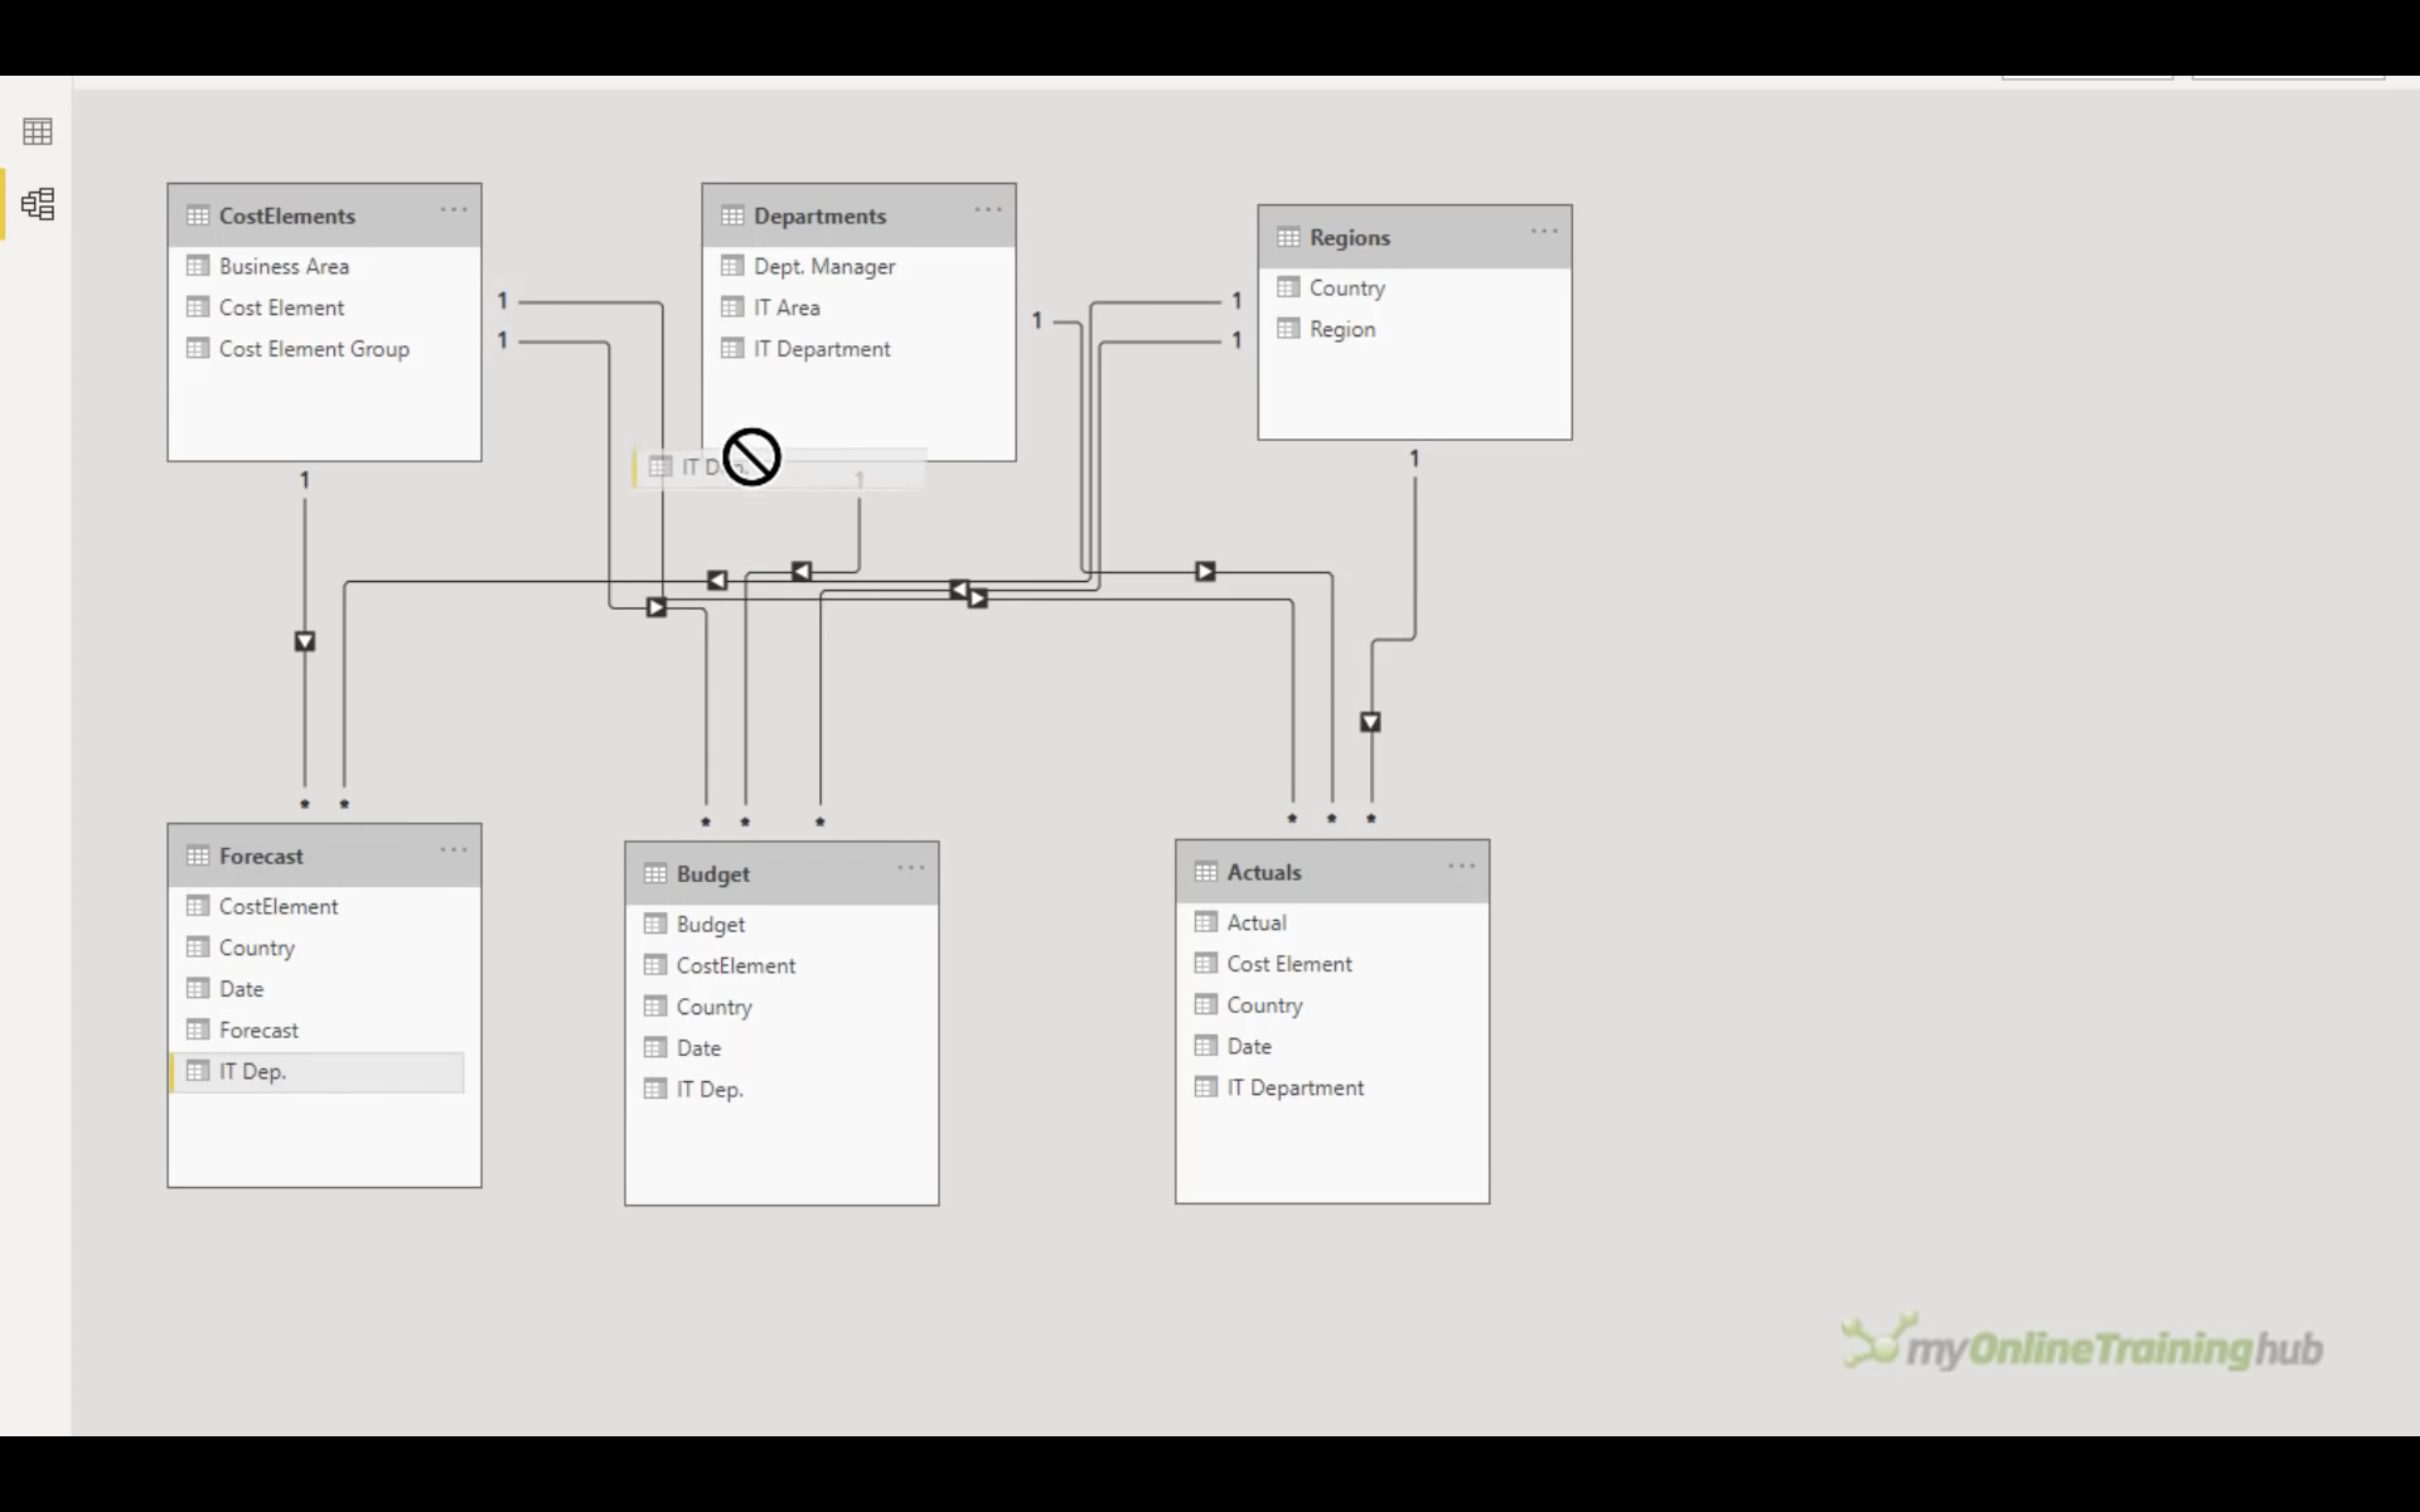 CostElements
Business Area
Cost Element
Cost Element Group
1
1
1
Departments
Dept. Manager
IT Area
IT Department
1
1
Regions
Country
Region
1
1
1
IT D
* *
Forecast
CostElement
Country
Date
Forecast
IT Dep.
* * *
Budget
Budget
CostElement
Country
Date
IT Dep.
* * *
Actuals
Actual
Cost Element
Country
Date
IT Department
myOnlineTraininghub